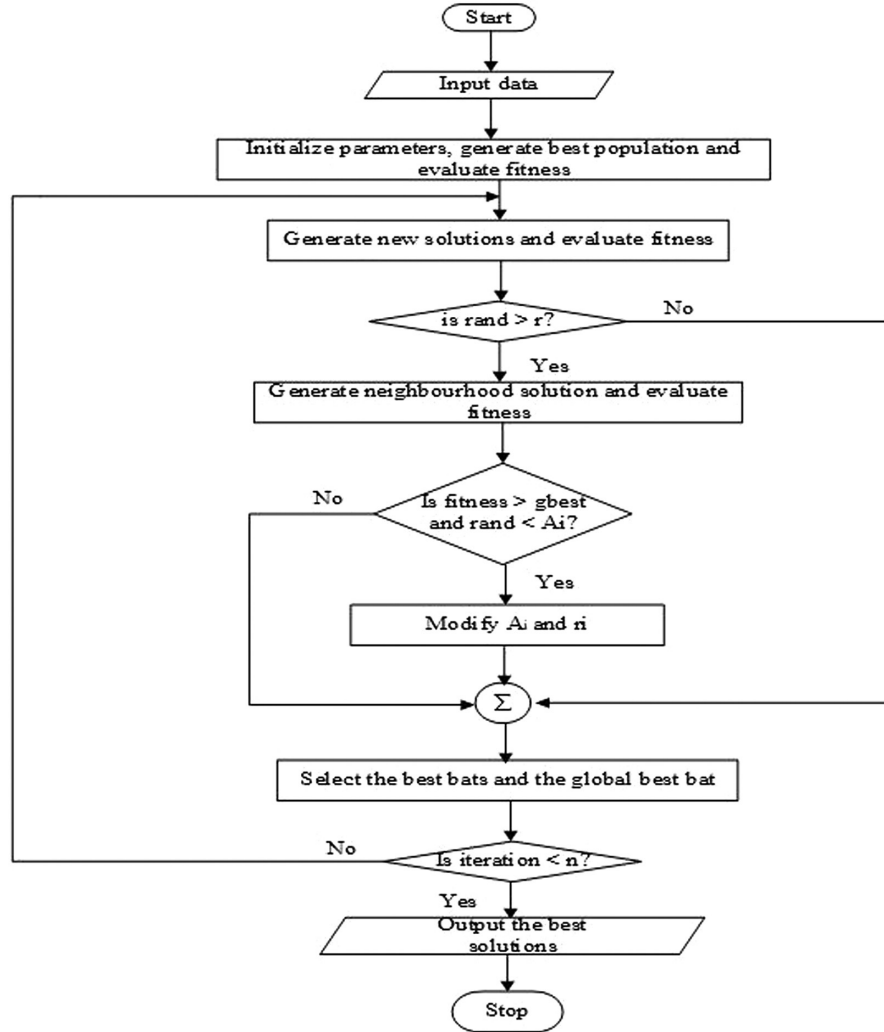 Start
Input data
Initialize parameters, generate best population and
evaluate fitness
Generate new solutions and evaluate fitness
is rand > r?
No
Yes
Generate neighbourhood solution and evaluate
fitness
No
Is fitness > gbest
and rand < Ai?
Yes
Modify Ai and ri
Σ
Select the best bats and the global best bat
No
Is iteration < n?
Yes
Output the best
solutions
Stop